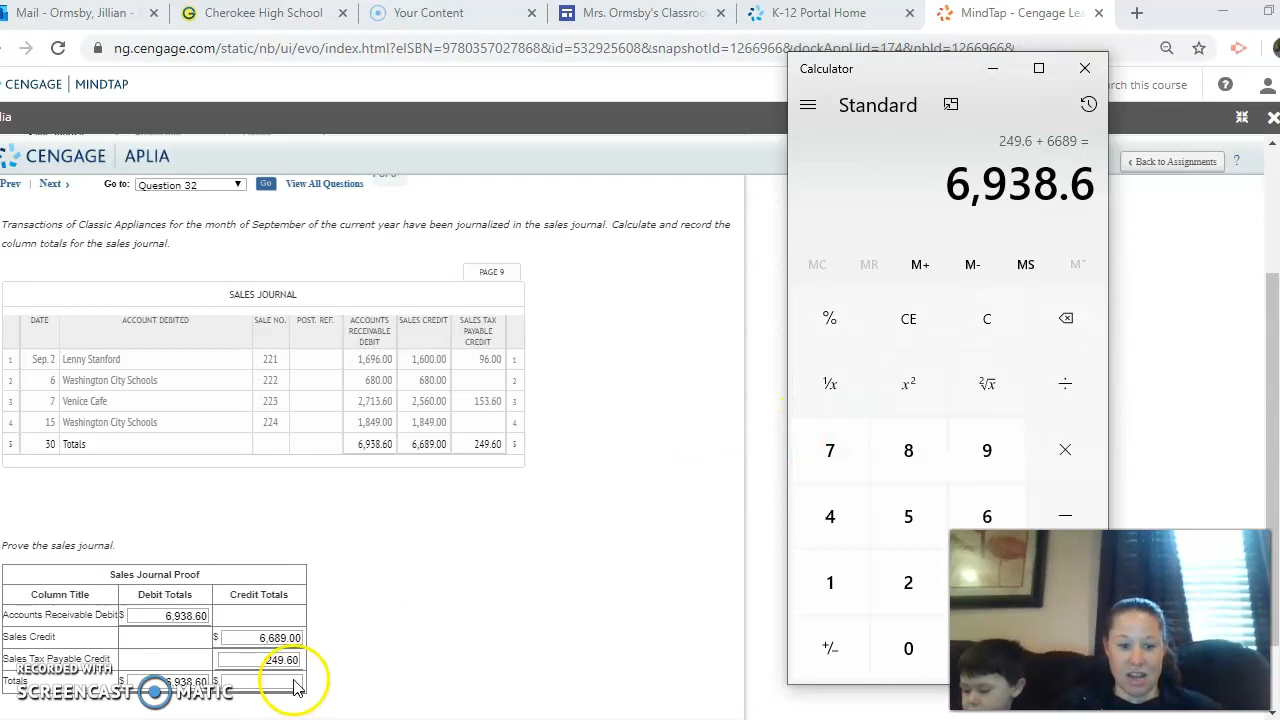 Mail - Ormsby, Jillian - O
Cherokee High School
Your Content
Mrs. Ormsby's Classroo
K-12 Portal Home
MindTap - Cengage Lea
ng.cengage.com/static/nb/ui/evo/index.html?eISBN=9780357027868&id=532925608&snapshotId=1266966&dockAppUid=174&nbId=1266966&
CENGAGE MINDTAP
arch this course
lia
CENGAGE APLIA
Back to Assignments
?
Prev | Next
Go to: Question 32
Go
View All Questions
Transactions of Classic Appliances for the month of September of the current year have been journalized in the sales journal. Calculate and record the
column totals for the sales journal.
PAGE 9
SALES JOURNAL
DATE ACCOUNT DEBITED SALE NO. POST. REF. ACCOUNTS RECEIVABLE DEBIT SALES CREDIT SALES TAX PAYABLE CREDIT
1 Sep. 2 Lenny Stanford 221 1,696.00 1,600.00 96.00 1
2 6 Washington City Schools 222 680.00 680.00 2
3 7 Venice Cafe 223 2,713.60 2,560.00 153.60 3
4 15 Washington City Schools 224 1,849.00 1,849.00 4
5 30 Totals 6,938.60 6,689.00 249.60 5
Prove the sales journal.
Sales Journal Proof
Column Title Debit Totals Credit Totals
Accounts Receivable Debit $ 6,938.60
Sales Credit $ 6,689.00
Sales Tax Payable Credit 249.60
Totals $ 6,938.60 $
RECORDED WITH
SCREENCAST MATIC
Calculator
Standard
249.6 + 6689 =
6,938.6
MC MR M+ M- MS M˅
% CE C
1/x x² ²√x ÷
7 8 9 ×
4 5 6 −
1 2
+/− 0